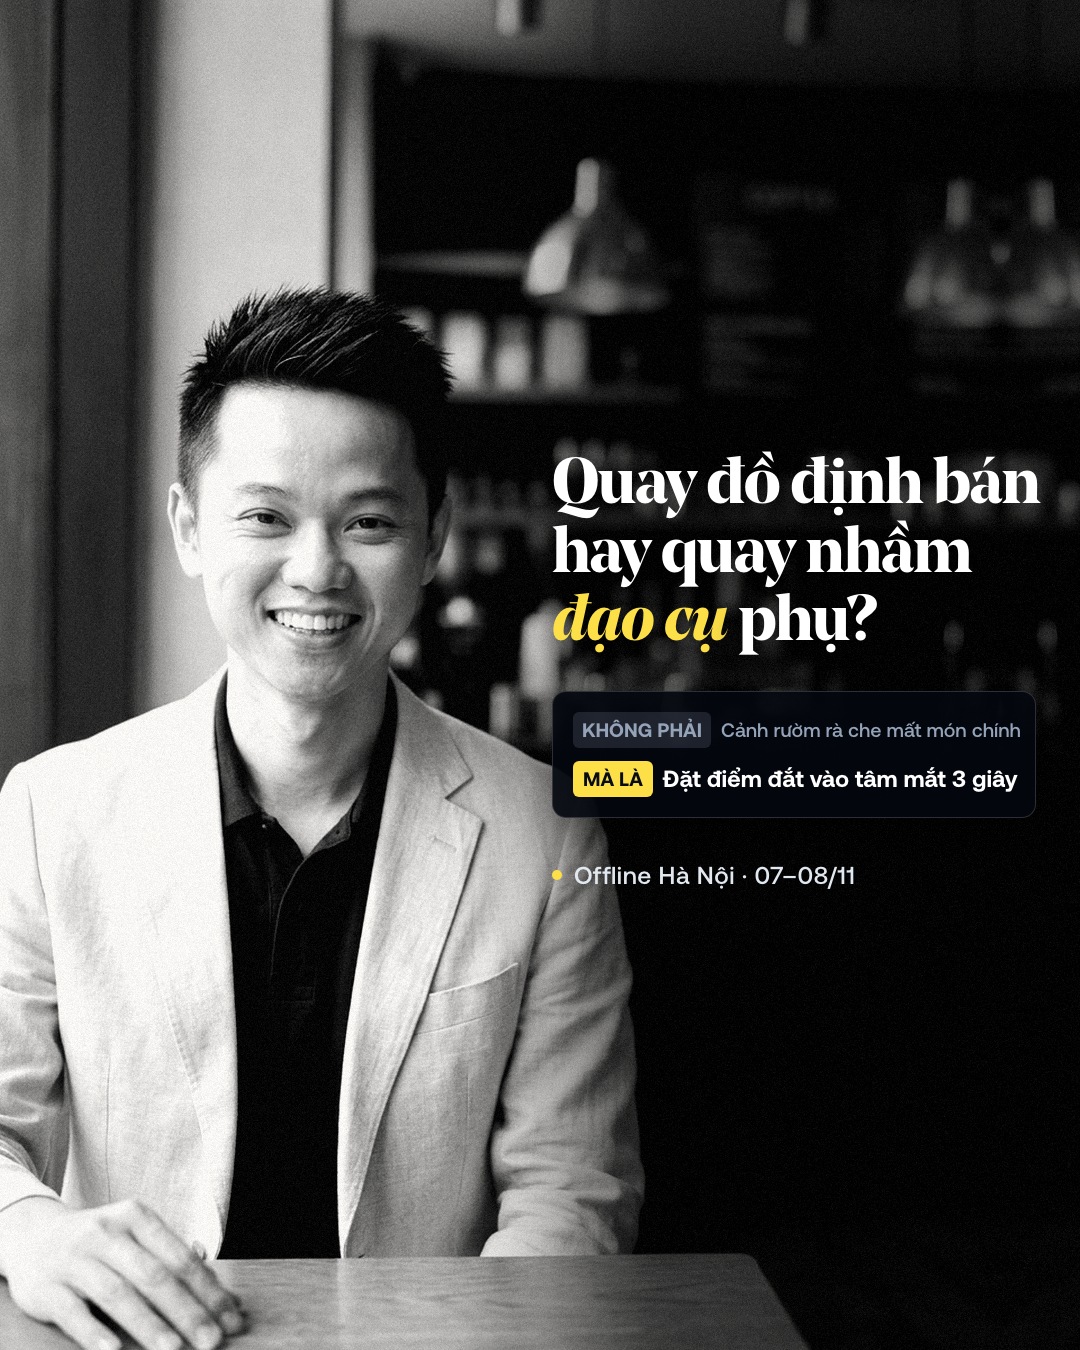 Quay đồ định bán
hay quay nhầm
đạo cụ phụ?
KHÔNG PHẢI Cảnh rườm rà che mất món chính
MÀ LÀ Đặt điểm đắt vào tâm mắt 3 giây
Offline Hà Nội · 07–08/11